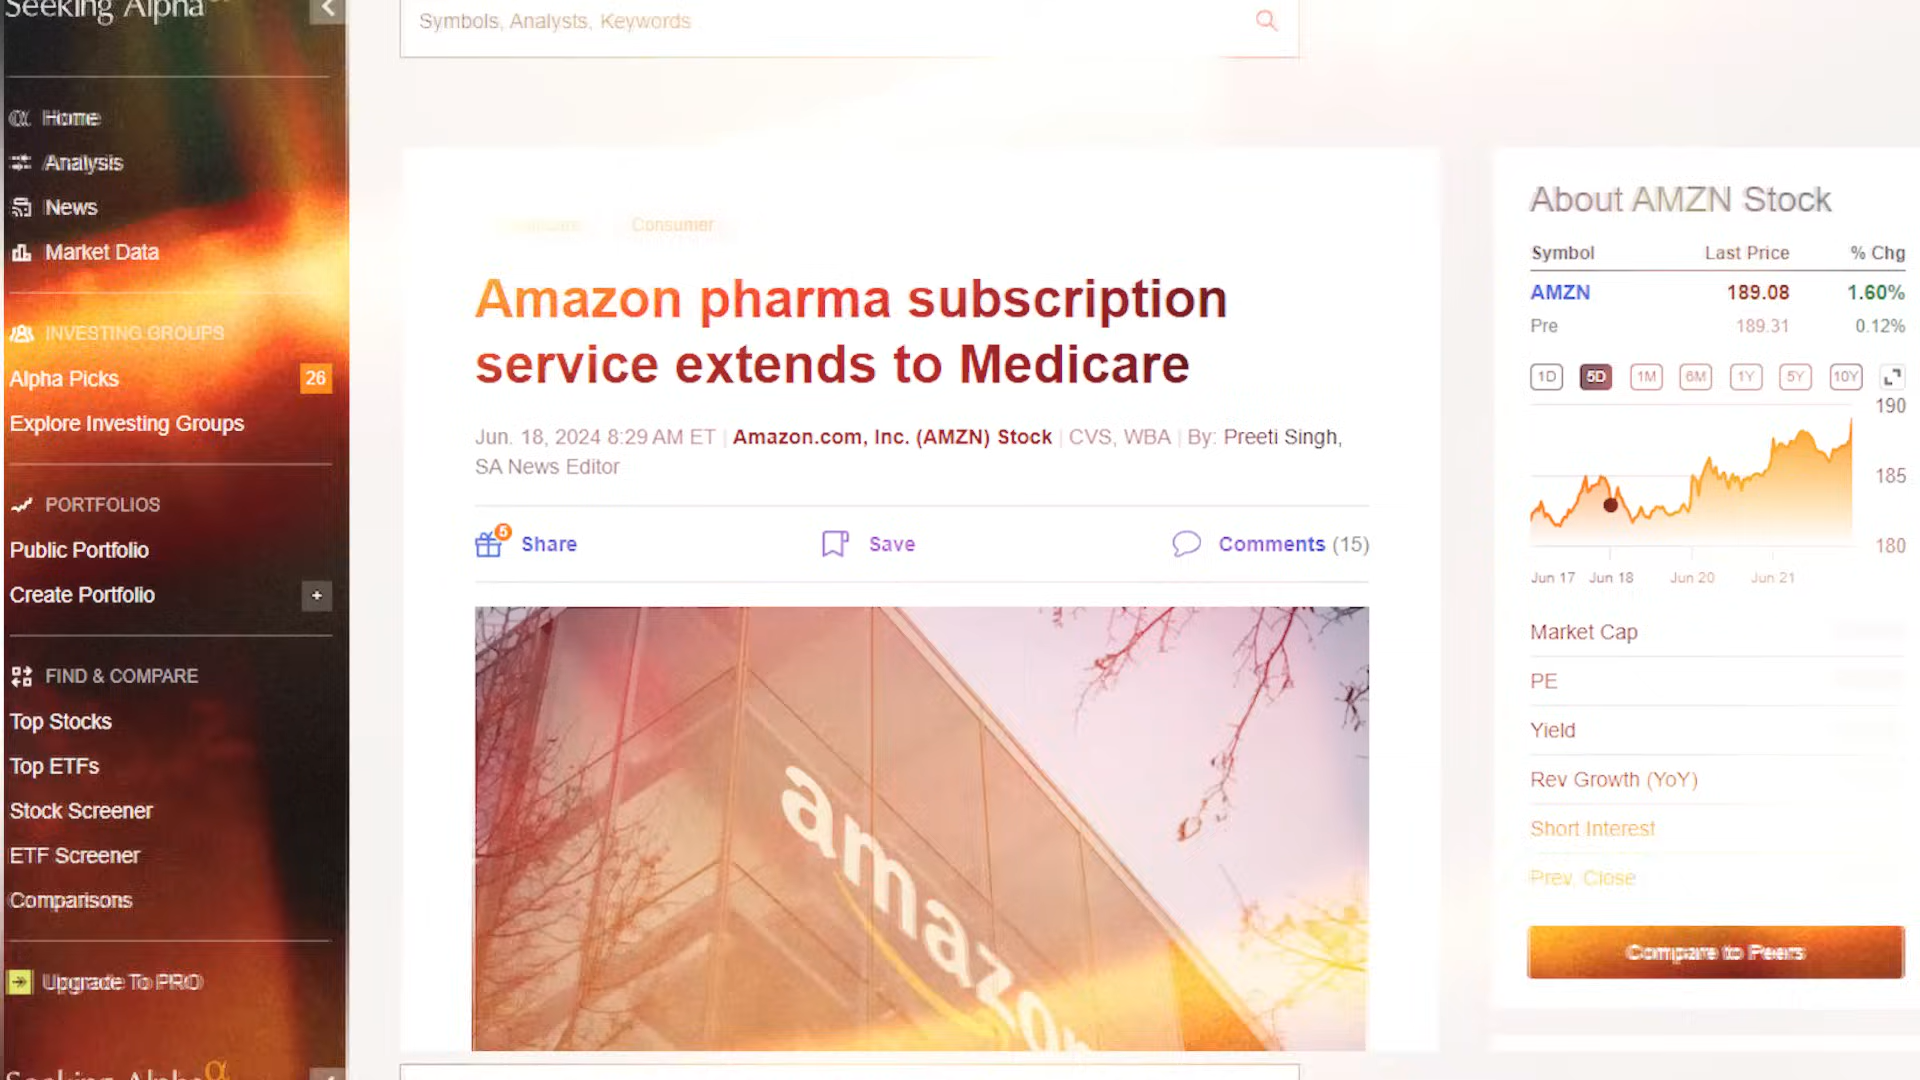 Seeking Alpha
Home
Analysis
News
Market Data
INVESTING GROUPS
Alpha Picks 26
Explore Investing Groups
PORTFOLIOS
Public Portfolio
Create Portfolio +
FIND & COMPARE
Top Stocks
Top ETFs
Stock Screener
ETF Screener
Comparisons
Upgrade To PRO
Seeking Alpha α
Symbols, Analysts, Keywords
Consumer
Amazon pharma subscription
service extends to Medicare
Jun. 18, 2024 8:29 AM ET | Amazon.com, Inc. (AMZN) Stock | CVS, WBA | By: Preeti Singh,
SA News Editor
5 Share Save Comments (15)
amazon
About AMZN Stock
Symbol Last Price % Chg
AMZN 189.08 1.60%
Pre 189.31 0.12%
1D 5D 1M 6M 1Y 5Y 10Y
190
185
180
Jun 17 Jun 18 Jun 20 Jun 21
Market Cap
PE
Yield
Rev Growth (YoY)
Short Interest
Prev. Close
Compare to Peers